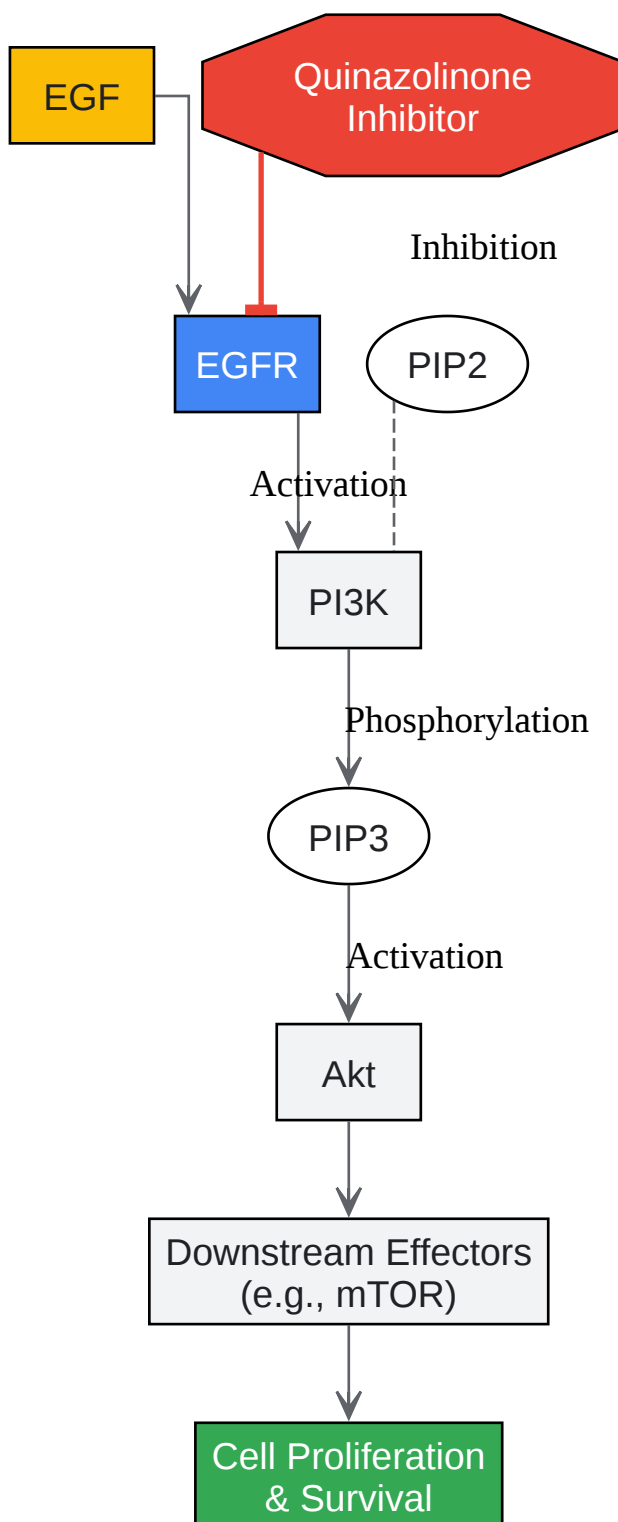 EGF
Quinazolinone
Inhibitor
Inhibition
EGFR
PIP2
Activation
PI3K
Phosphorylation
PIP3
Activation
Akt
Downstream Effectors
(e.g., mTOR)
Cell Proliferation
& Survival